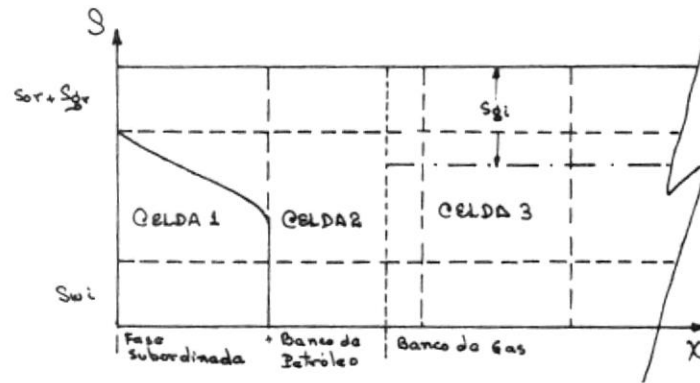 S
Sor + Sgr
Sgi
CELDA 1
CELDA 2
CELDA 3
Swi
X
Fase
subordinada
Banco de
Petróleo
Banco de Gas